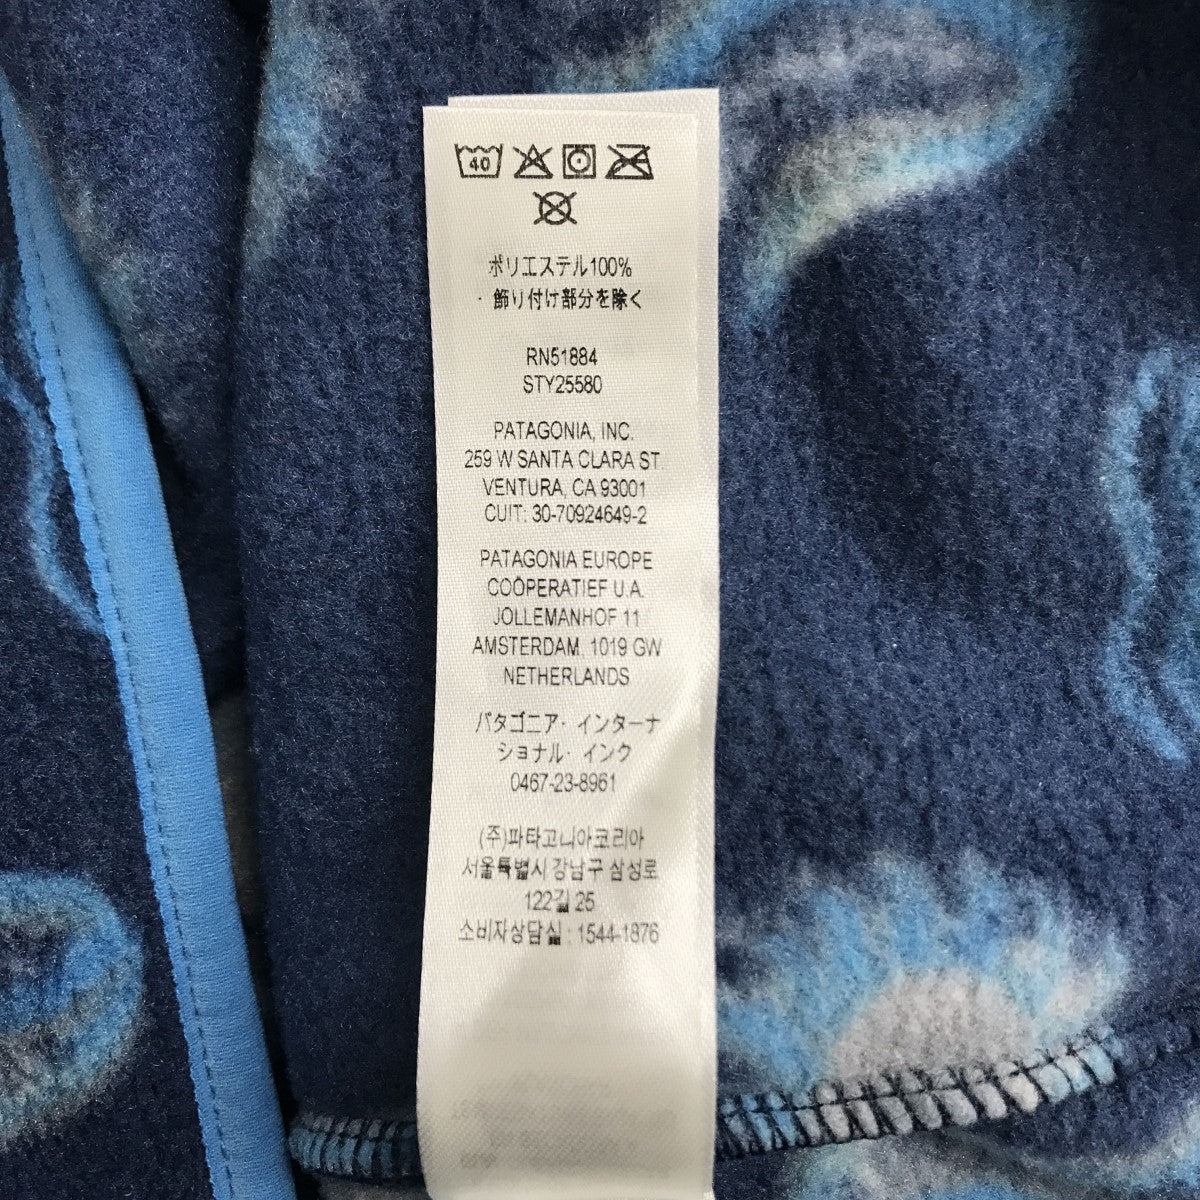 40
ポリエステル100%
・飾り付け部分を除く
RN51884
STY25580
PATAGONIA, INC.
259 W SANTA CLARA ST.
VENTURA, CA 93001
CUIT: 30-70924649-2
PATAGONIA EUROPE
COÖPERATIEF U.A.
JOLLEMANHOF 11
AMSTERDAM, 1019 GW
NETHERLANDS
パタゴニア・インターナ
ショナル・インク
0467-23-8961
(주)파타고니아코리아
서울특별시 강남구 삼성로
122길 25
소비자상담실 : 1544-1876